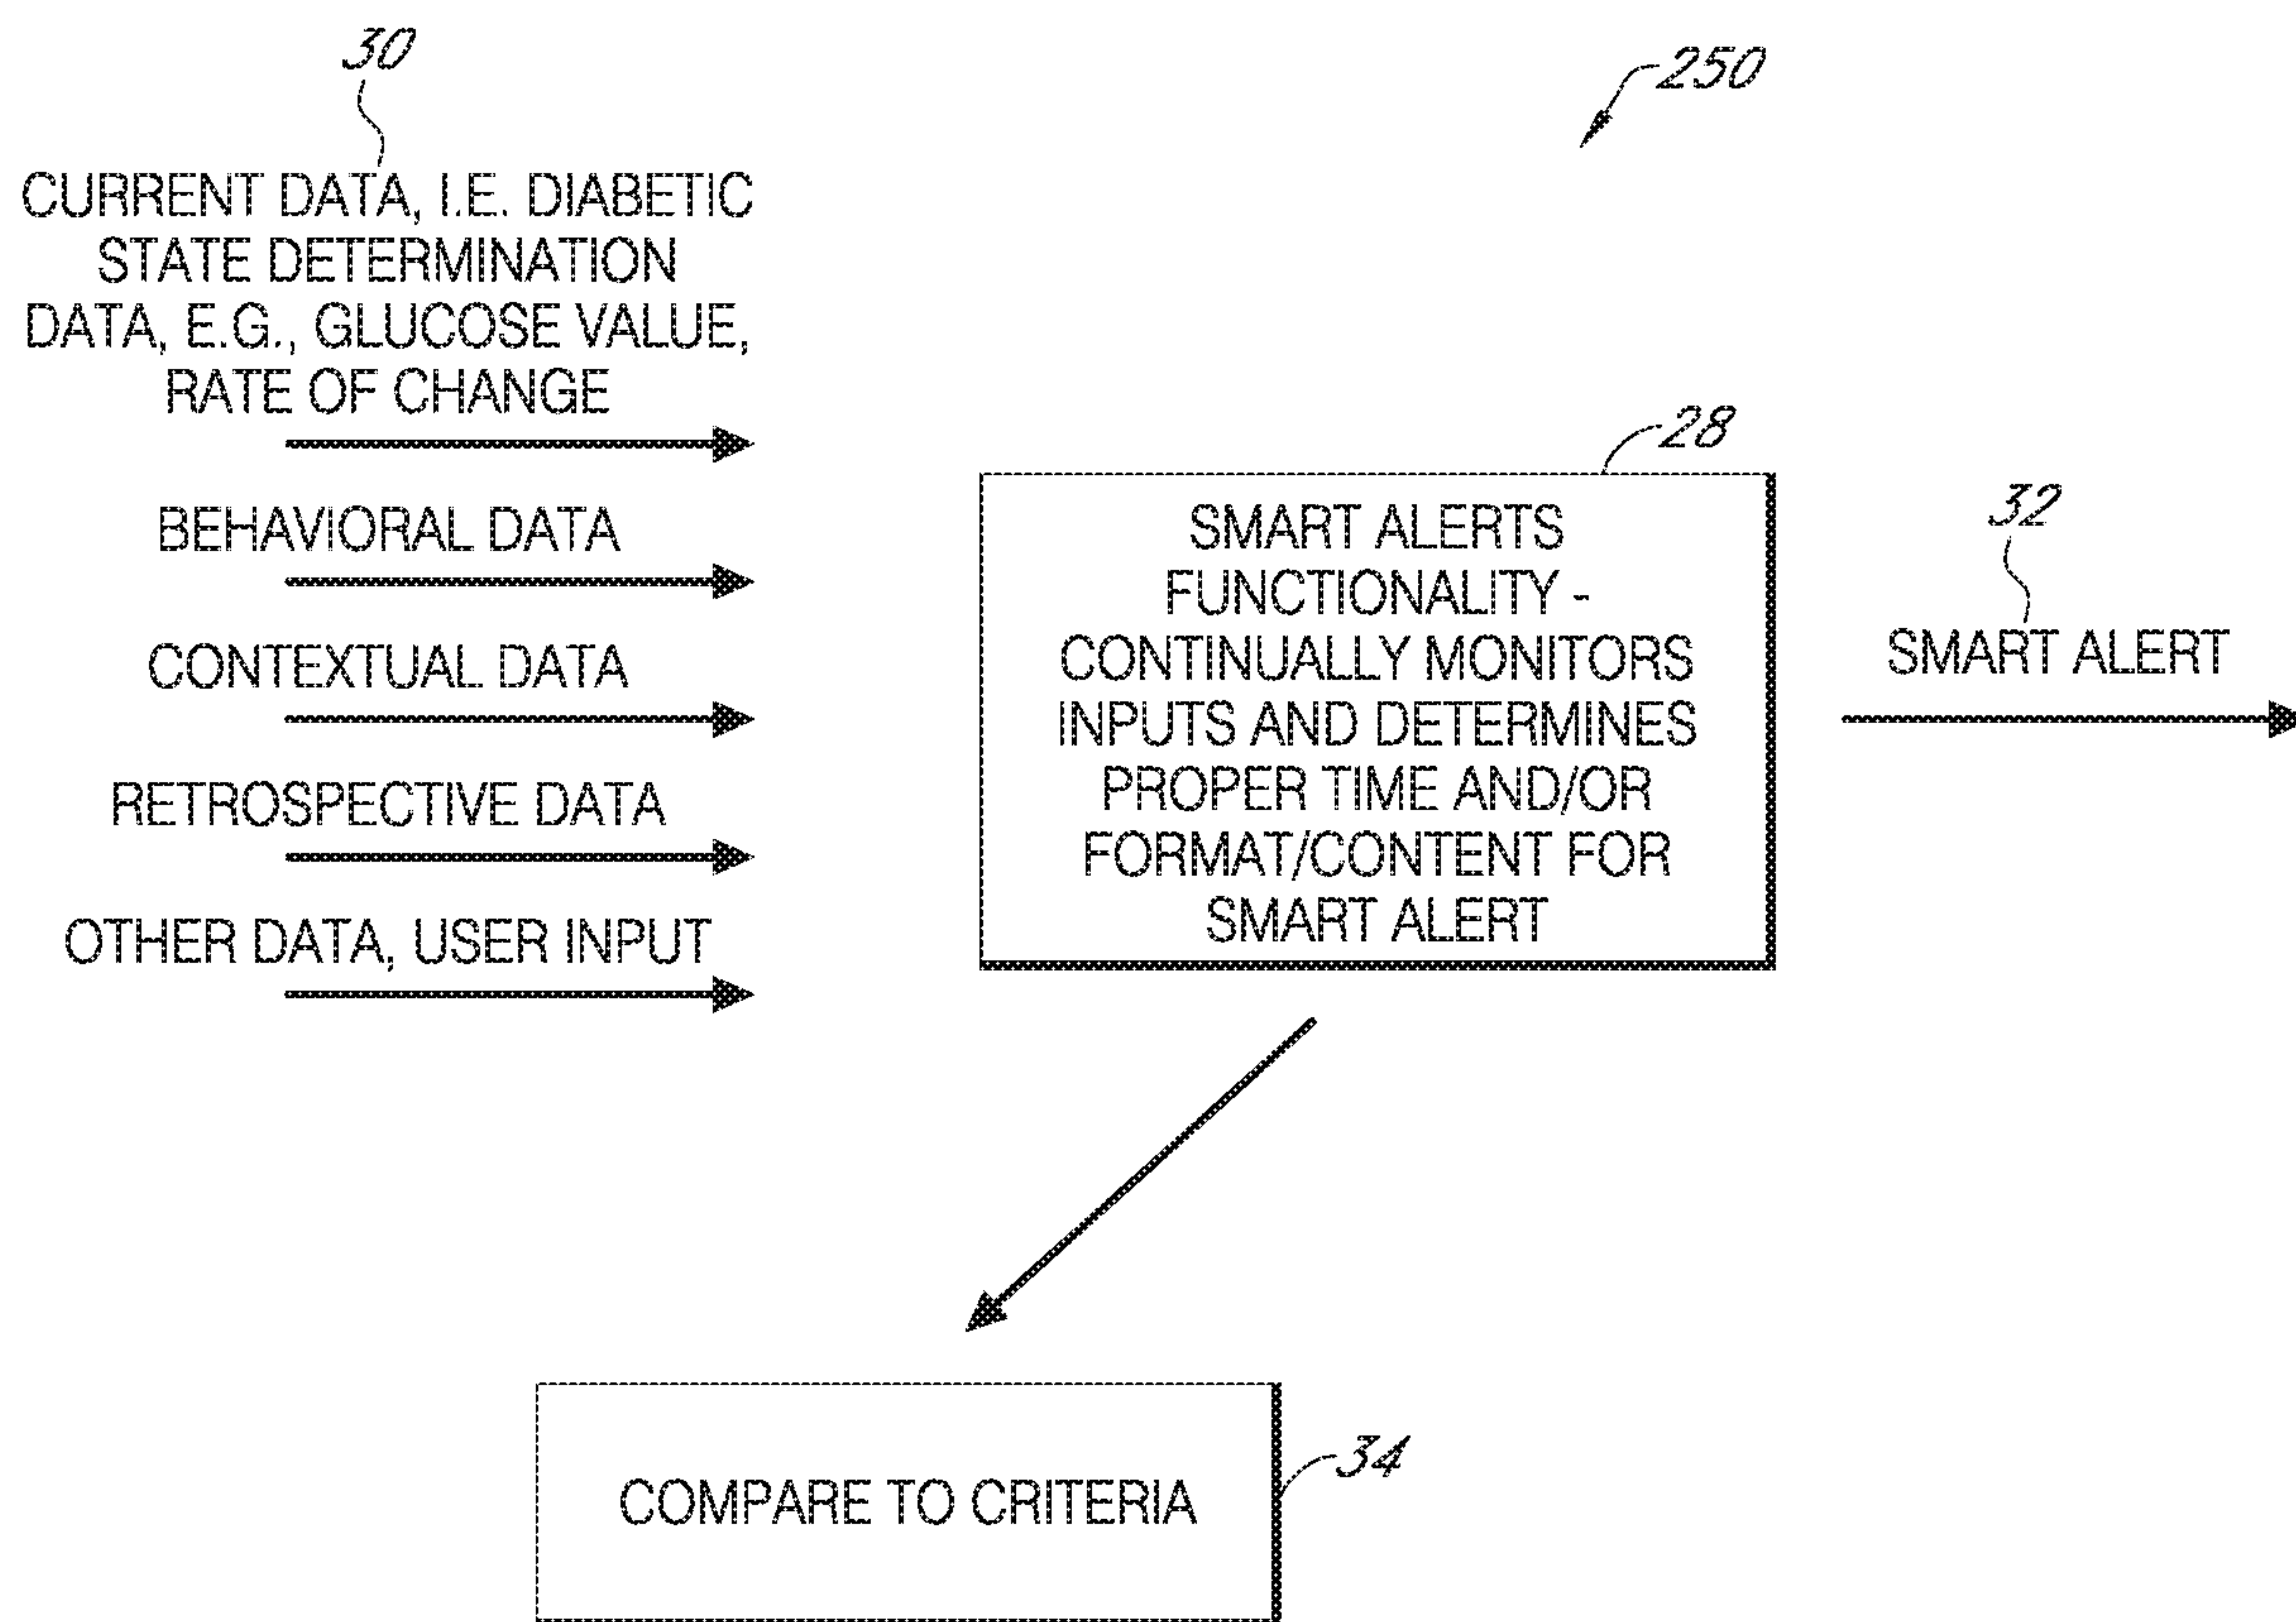 30
250
CURRENT DATA, I.E. DIABETIC
STATE DETERMINATION
DATA, E.G., GLUCOSE VALUE,
RATE OF CHANGE
BEHAVIORAL DATA
CONTEXTUAL DATA
RETROSPECTIVE DATA
OTHER DATA, USER INPUT
28
SMART ALERTS
FUNCTIONALITY -
CONTINUALLY MONITORS
INPUTS AND DETERMINES
PROPER TIME AND/OR
FORMAT/CONTENT FOR
SMART ALERT
32
SMART ALERT
COMPARE TO CRITERIA
34